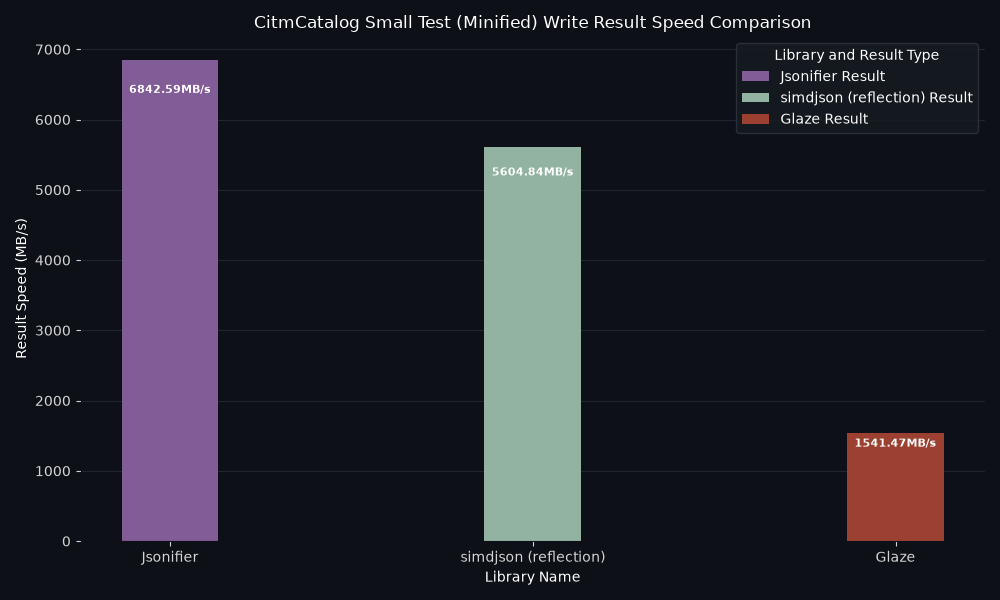 CitmCatalog Small Test (Minified) Write Result Speed Comparison
Library and Result Type
Jsonifier Result
simdjson (reflection) Result
Glaze Result
Result Speed (MB/s)
7000
6000
5000
4000
3000
2000
1000
0
6842.59MB/s
5604.84MB/s
1541.47MB/s
Jsonifier
simdjson (reflection)
Glaze
Library Name